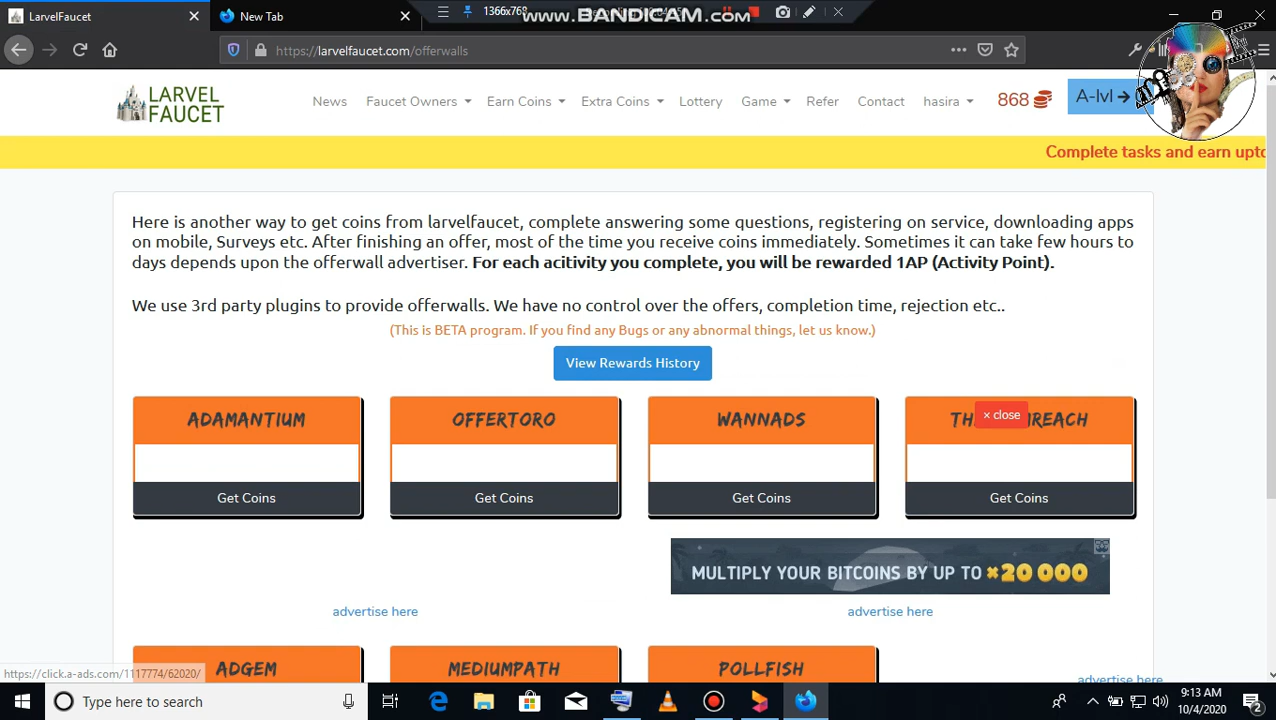 LarvelFaucet
New Tab
1366x768
www.BANDICAM.com
https://larvelfaucet.com/offerwalls
LARVEL
FAUCET
News
Faucet Owners
Earn Coins
Extra Coins
Lottery
Game
Refer
Contact
hasira
868
A-lvl
Complete tasks and earn upto
Here is another way to get coins from larvelfaucet, complete answering some questions, registering on service, downloading apps
on mobile, Surveys etc. After finishing an offer, most of the time you receive coins immediately. Sometimes it can take few hours to
days depends upon the offerwall advertiser. For each acitivity you complete, you will be rewarded 1AP (Activity Point).
We use 3rd party plugins to provide offerwalls. We have no control over the offers, completion time, rejection etc..
(This is BETA program. If you find any Bugs or any abnormal things, let us know.)
View Rewards History
ADAMANTIUM
OFFERTORO
WANNADS
× close
Get Coins
Get Coins
Get Coins
Get Coins
MULTIPLY YOUR BITCOINS BY UP TO ×20 000
advertise here
advertise here
ADGEM
MEDIUMPATH
POLLFISH
advertise here
https://click.a-ads.com/1117774/62020/
Type here to search
9:13 AM
10/4/2020
2